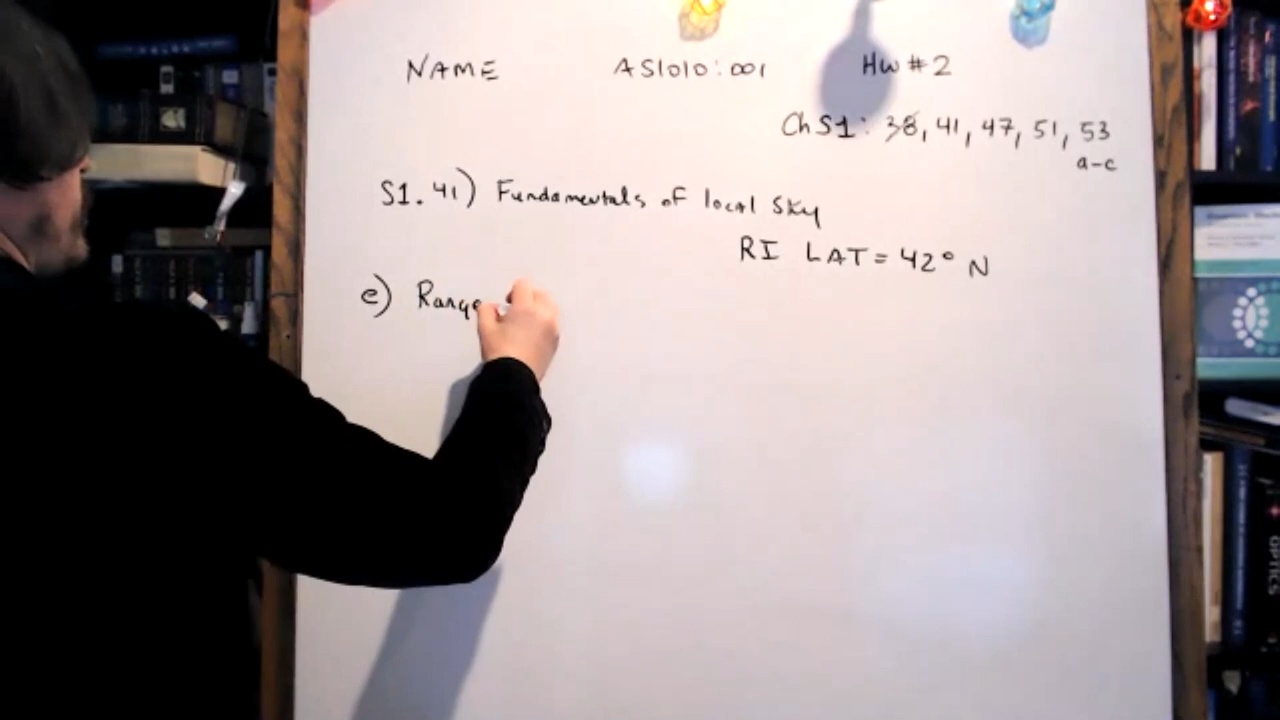 NAME AS1010:001 HW#2
Ch S1: 38, 41, 47, 51, 53
a-c
S1.41) Fundamentals of local sky
RI LAT = 42° N
e) Range
OPTICS